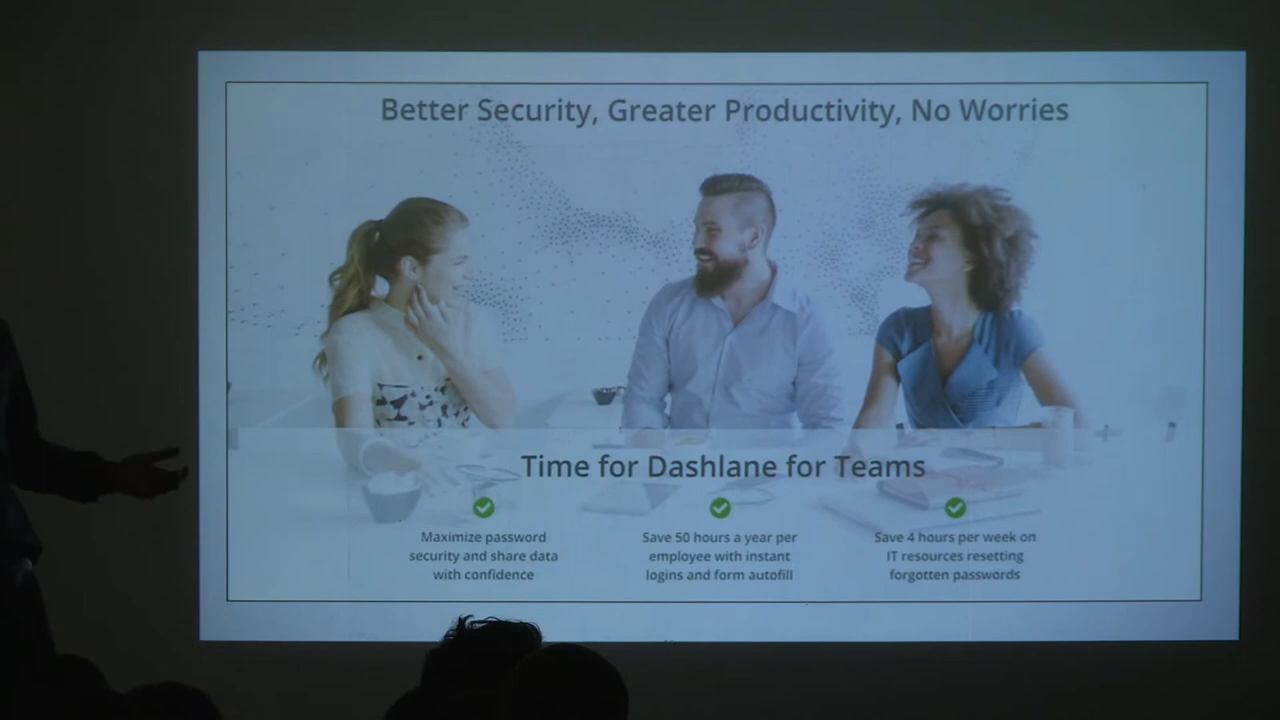 Better Security, Greater Productivity, No Worries
Time for Dashlane for Teams
Maximize password
security and share data
with confidence
Save 50 hours a year per
employee with instant
logins and form autofill
Save 4 hours per week on
IT resources resetting
forgotten passwords